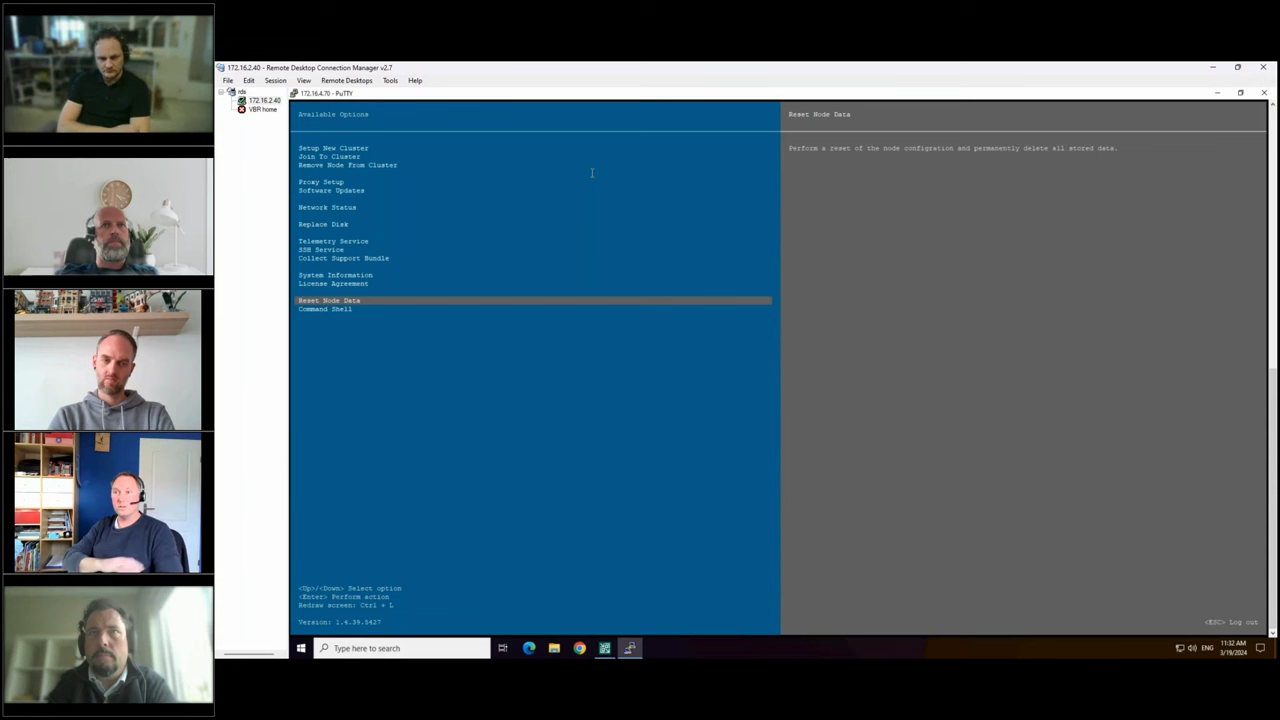 172.16.2.40 - Remote Desktop Connection Manager v2.7
File Edit Session View Remote Desktops Tools Help
rds
172.16.2.40
VBR home
172.16.4.70 - PuTTY
Available Options
Setup New Cluster
Join To Cluster
Remove Node From Cluster
Proxy Setup
Software Updates
Network Status
Replace Disk
Telemetry Service
SSH Service
Collect Support Bundle
System Information
License Agreement
Reset Node Data
Command Shell
<Up>/<Down> Select option
<Enter> Perform action
Redraw screen: Ctrl + L
Version: 1.4.39.5427
Reset Node Data
Perform a reset of the node configration and permanently delete all stored data.
<ESC> Log out
Type here to search
ENG
11:32 AM
3/19/2024